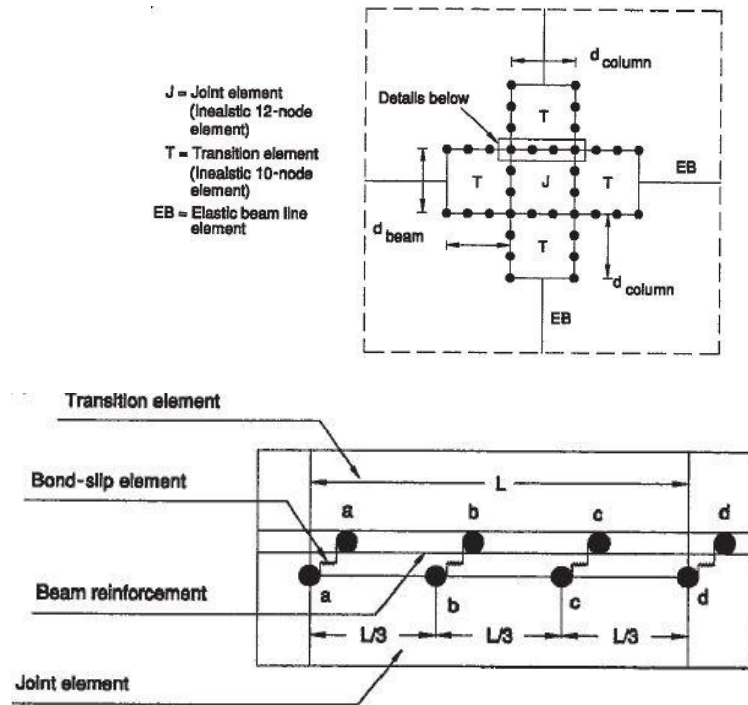 J = Joint element
(Inealstic 12-node
element)
T = Transition element
(Inealstic 10-node
element)
EB = Elastic beam line
element
d column
Details below
T
T
J
T
EB
d beam
T
d column
EB
Transition element
L
Bond-slip element
a
b
c
d
Beam reinforcement
a
b
c
d
L/3
L/3
L/3
Joint element